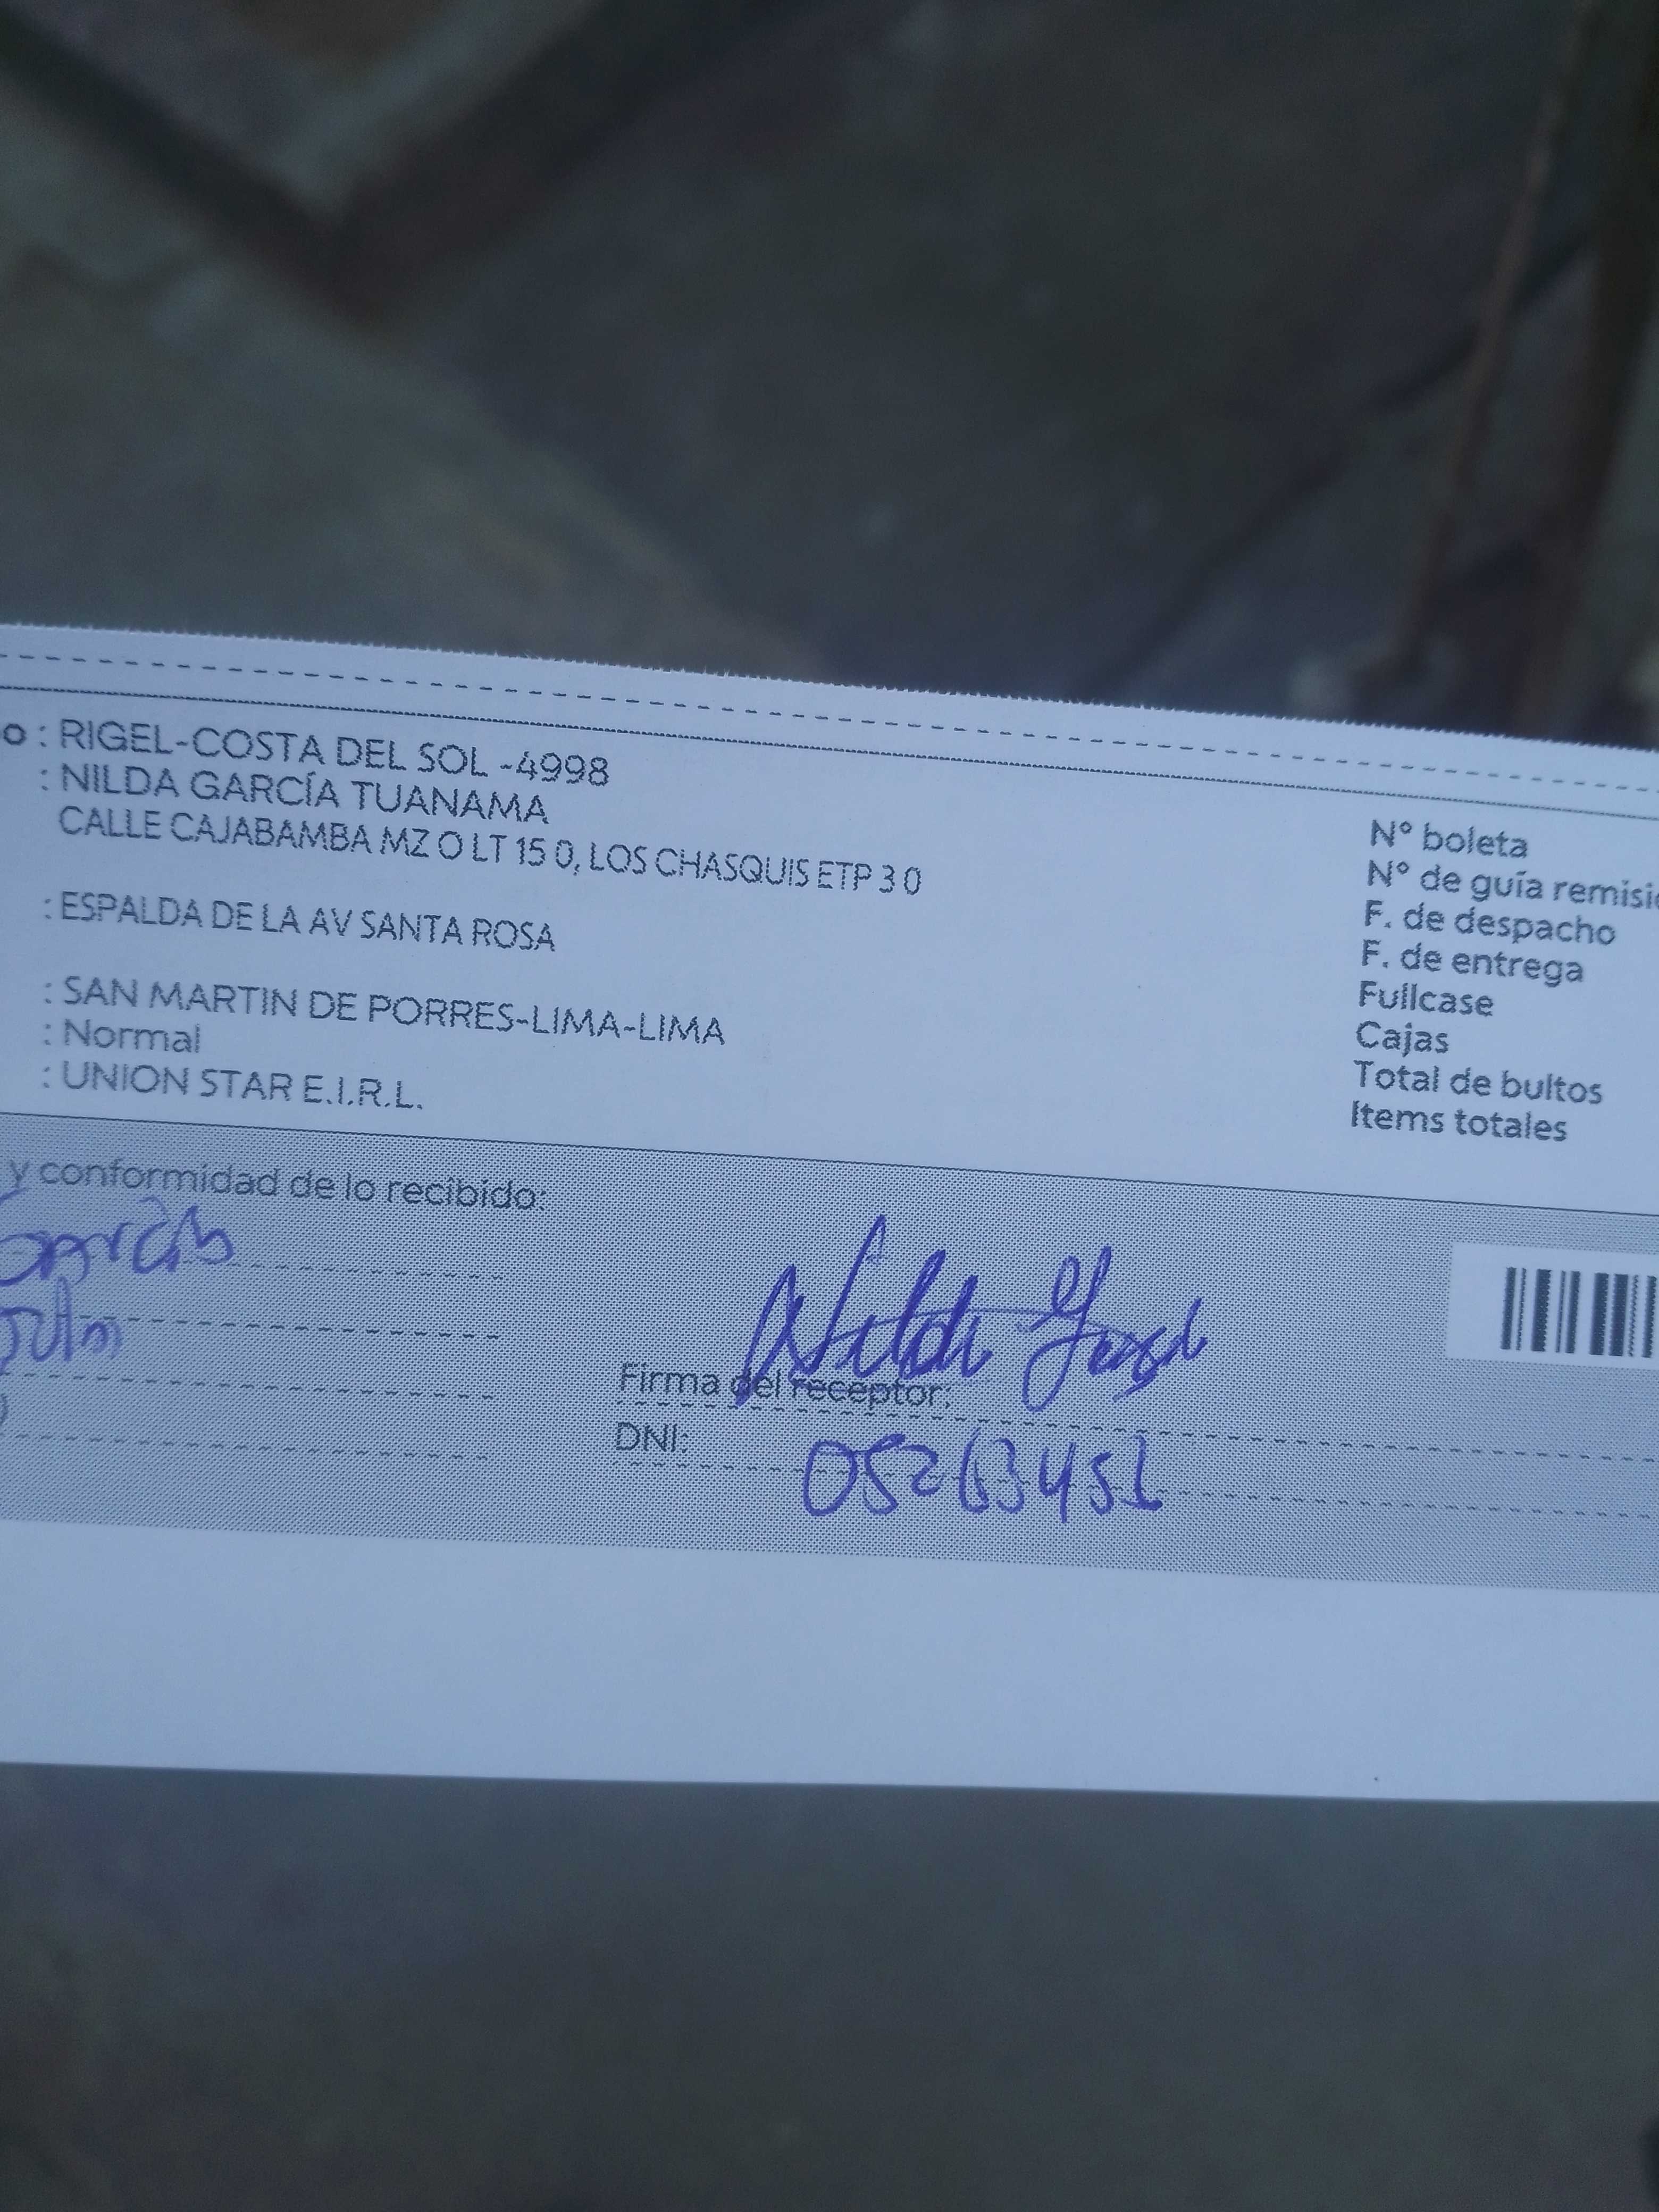 o : RIGEL-COSTA DEL SOL -4998
: NILDA GARCÍA TUANAMA
CALLE CAJABAMBA MZ O LT 15 0, LOS CHASQUIS ETP 3 0
: ESPALDA DE LA AV SANTA ROSA
: SAN MARTIN DE PORRES-LIMA-LIMA
: Normal
: UNION STAR E.I.R.L.
N° boleta
N° de guía remisi
F. de despacho
F. de entrega
Fullcase
Cajas
Total de bultos
Items totales
y conformidad de lo recibido:
García
Nilda
Firma del receptor:
DNI: 05263451